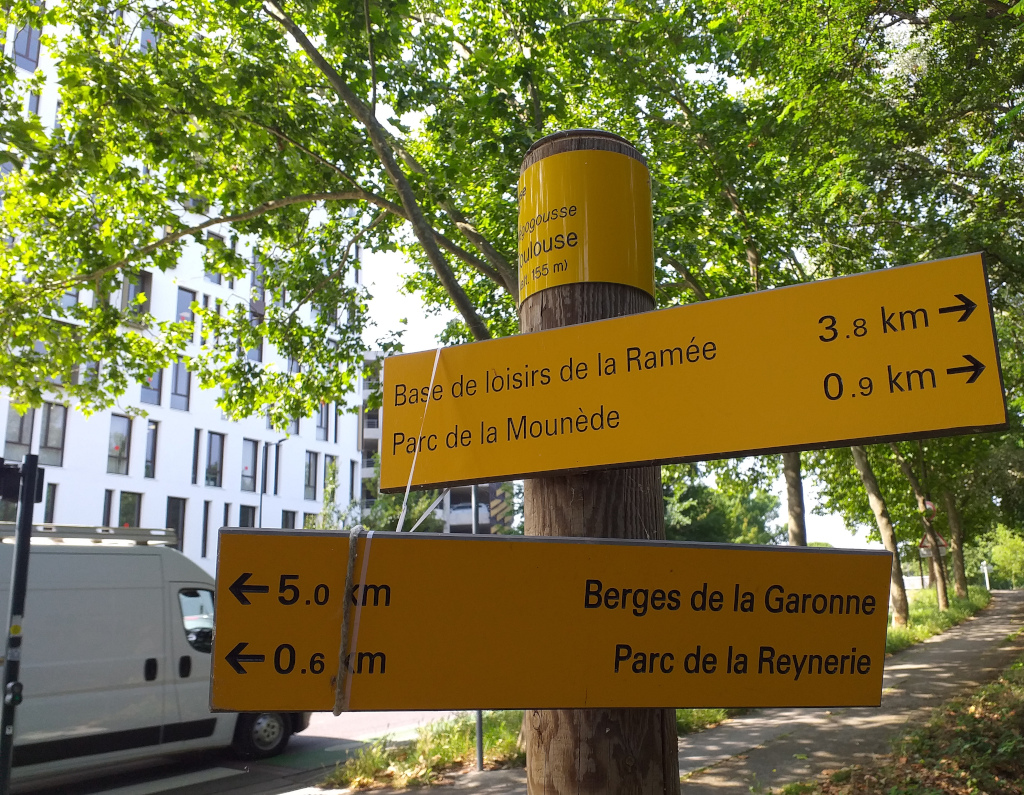 155 m)
Base de loisirs de la Ramée 3.8 km →
Parc de la Mounède 0.9 km →
← 5.0 km Berges de la Garonne
← 0.6 km Parc de la Reynerie